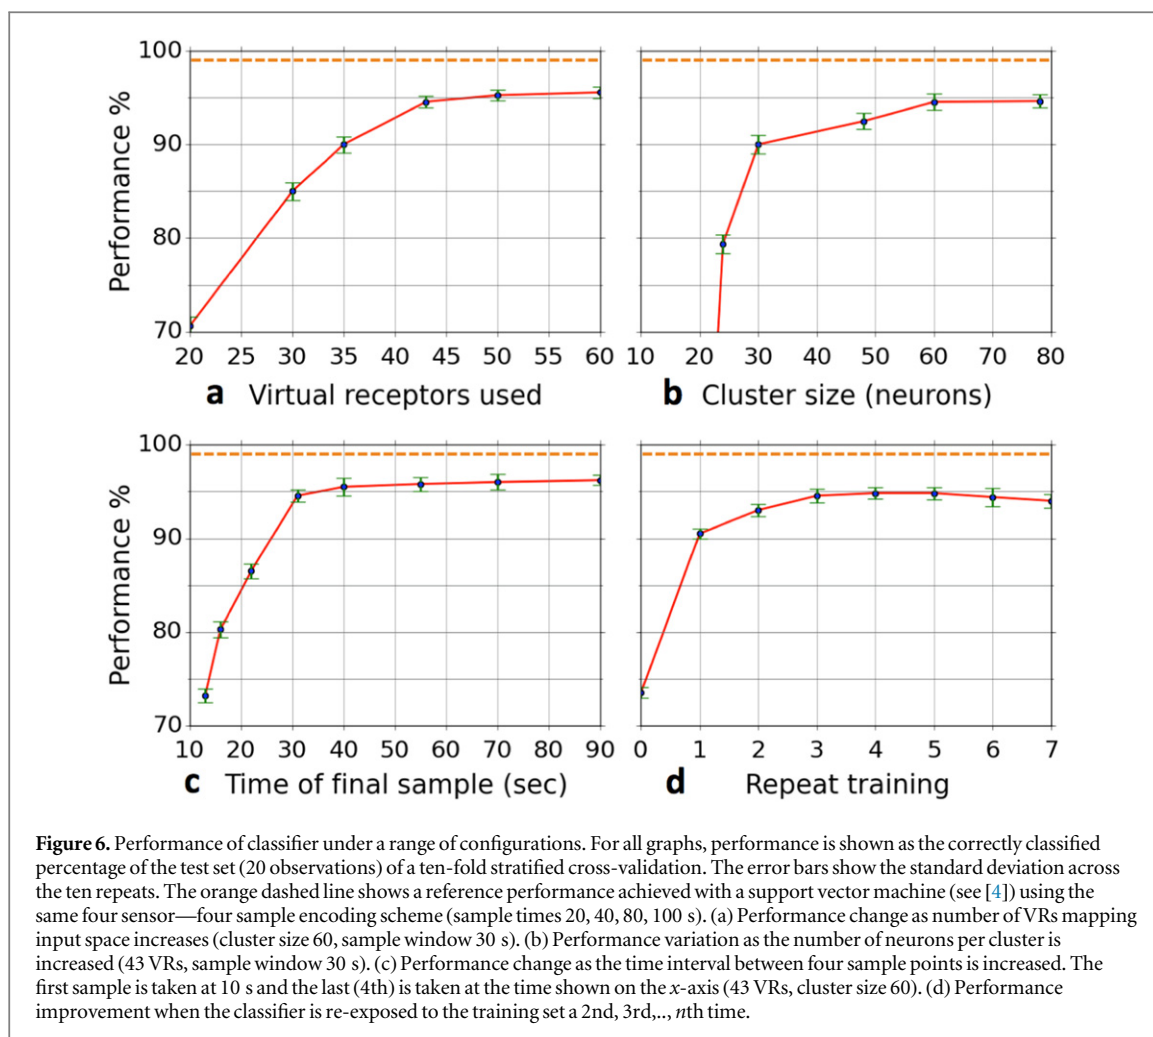 100
90
80
70
Performance %
20 25 30 35 40 45 50 55 60
a Virtual receptors used
10 20 30 40 50 60 70 80
b Cluster size (neurons)
100
90
80
70
Performance %
10 20 30 40 50 60 70 80 90
c Time of final sample (sec)
0 1 2 3 4 5 6 7
d Repeat training
Figure 6. Performance of classifier under a range of configurations. For all graphs, performance is shown as the correctly classified
percentage of the test set (20 observations) of a ten-fold stratified cross-validation. The error bars show the standard deviation across
the ten repeats. The orange dashed line shows a reference performance achieved with a support vector machine (see [4]) using the
same four sensor—four sample encoding scheme (sample times 20, 40, 80, 100 s). (a) Performance change as number of VRs mapping
input space increases (cluster size 60, sample window 30 s). (b) Performance variation as the number of neurons per cluster is
increased (43 VRs, sample window 30 s). (c) Performance change as the time interval between four sample points is increased. The
first sample is taken at 10 s and the last (4th) is taken at the time shown on the x-axis (43 VRs, cluster size 60). (d) Performance
improvement when the classifier is re-exposed to the training set a 2nd, 3rd,.., nth time.